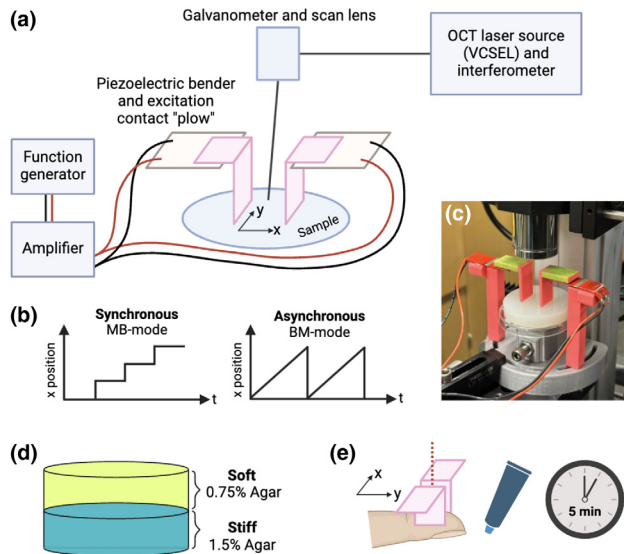 (a)
Galvanometer and scan lens
OCT laser source
(VCSEL) and
interferometer
Piezoelectric bender
and excitation
contact "plow"
Function
generator
Amplifier
y
x
Sample
(c)
(b)
Synchronous
MB-mode
x position
t
Asynchronous
BM-mode
x position
t
(d)
Soft
0.75% Agar
Stiff
1.5% Agar
(e)
x
y
5 min